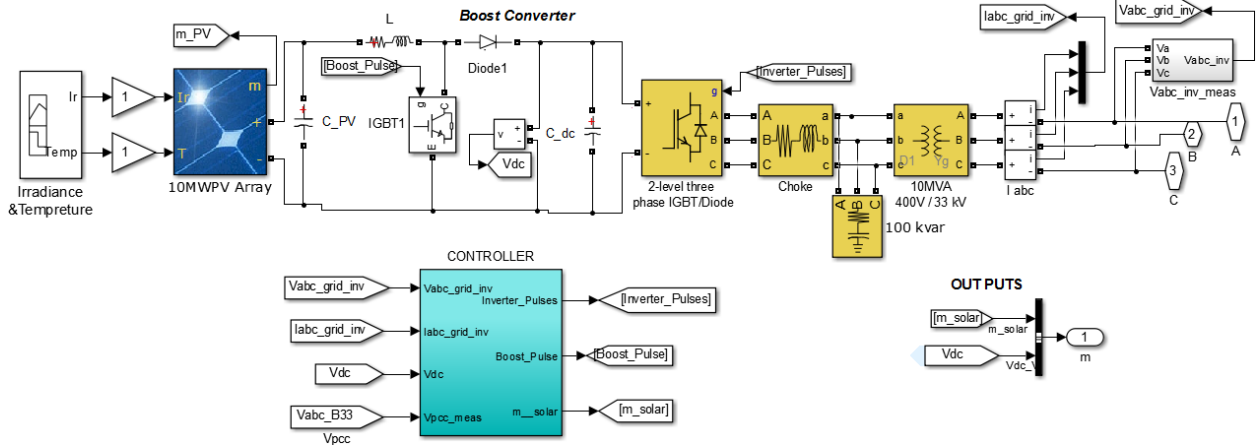 Boost Converter
Iabc_grid_inv
Vabc_grid_inv
m_PV
L
[Boost_Pulse]
Diode1
[Inverter_Pulses]
Va
Vb
Vc
Vabc_inv
Vabc_inv_meas
Ir
Temp
1
1
Ir
T
m
+
-
C_PV
g
C
E
IGBT1
v
+
-
Vdc
C_dc
+
-
g
A
B
C
A
B
C
a
b
c
a
b
c
D1
Yg
A
B
C
i
+
-
i
+
-
i
+
-
1
A
2
B
3
C
Irradiance
&Tempreture
10MWPV Array
2-level three
phase IGBT/Diode
Choke
A
B
C
100 kvar
10MVA
400V / 33 kV
I abc
CONTROLLER
Vabc_grid_inv
Iabc_grid_inv
Vdc
Vabc_B33
Vpcc
Vabc_grid_inv
Iabc_grid_inv
Vdc
Vpcc_meas
Inverter_Pulses
Boost_Pulse
m__solar
[Inverter_Pulses]
[Boost_Pulse]
[m_solar]
OUT PUTS
[m_solar]
m_solar
Vdc
Vdc_V
1
m